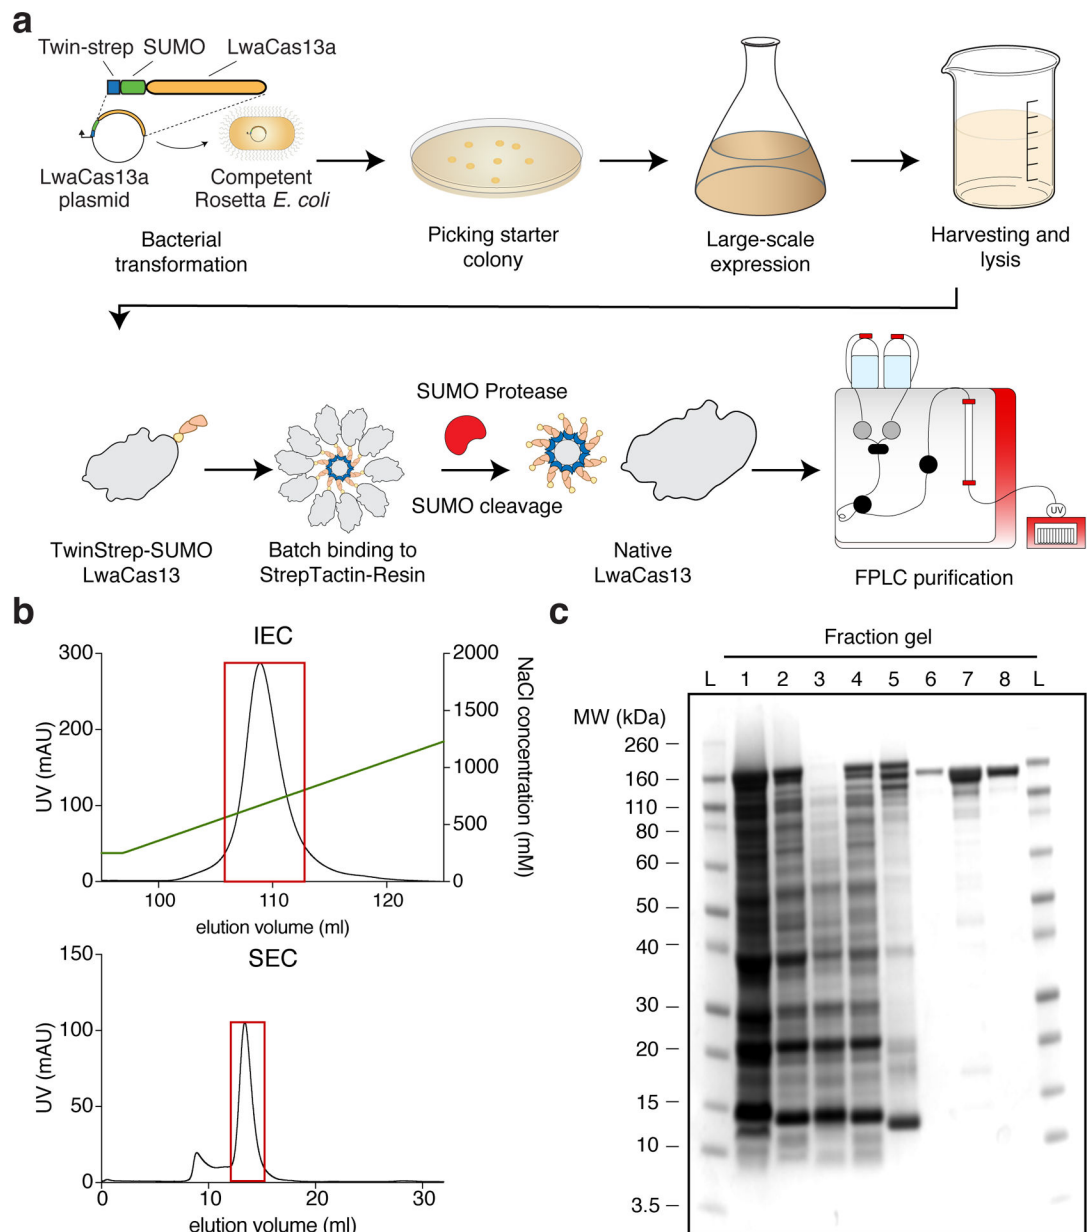 a
Twin-strep SUMO LwaCas13a
LwaCas13a
plasmid
Competent
Rosetta E. coli
Bacterial
transformation
Picking starter
colony
Large-scale
expression
Harvesting and
lysis
SUMO Protease
SUMO cleavage
UV
TwinStrep-SUMO
LwaCas13
Batch binding to
StrepTactin-Resin
Native
LwaCas13
FPLC purification
b
IEC
UV (mAU)
300
200
100
0
NaCl concentration (mM)
2000
1500
1000
500
0
100 110 120
elution volume (ml)
SEC
UV (mAU)
150
100
50
0
0 10 20 30
elution volume (ml)
c
Fraction gel
L 1 2 3 4 5 6 7 8 L
MW (kDa)
260
160
110
80
60
50
40
30
20
15
10
3.5